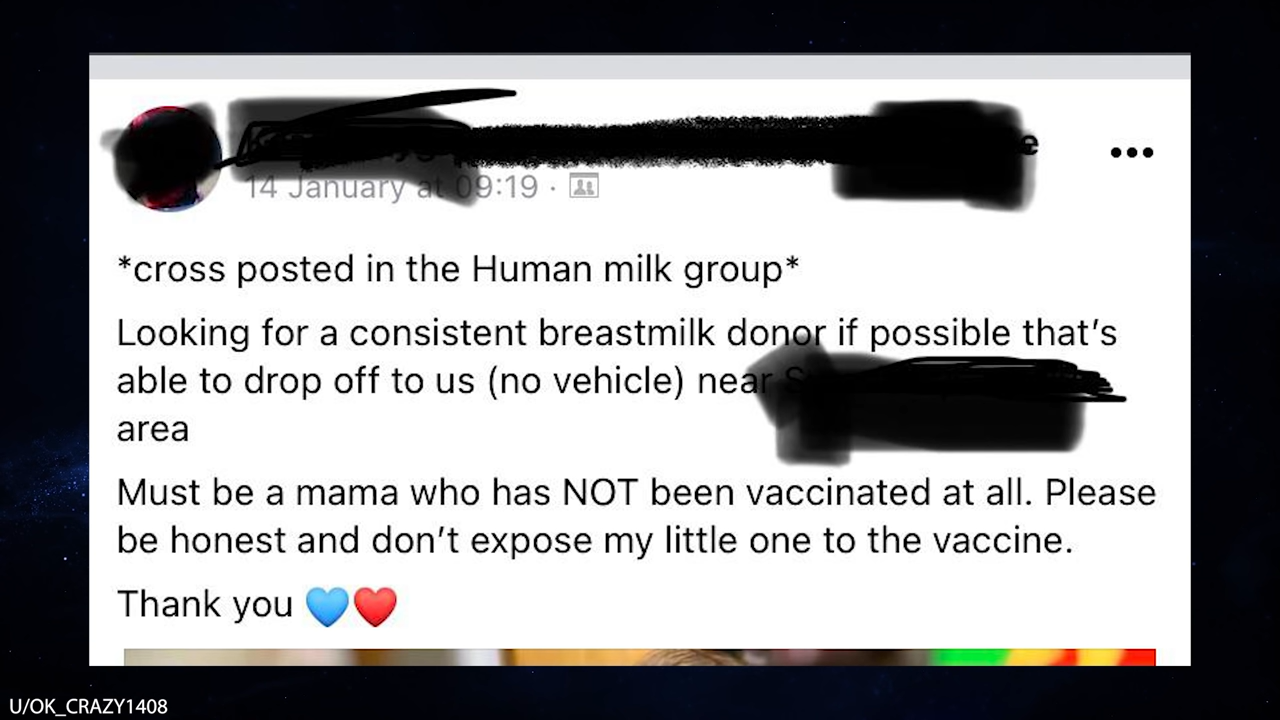 14 January at 09:19 ·
*cross posted in the Human milk group*
Looking for a consistent breastmilk donor if possible that's
able to drop off to us (no vehicle) near
area
Must be a mama who has NOT been vaccinated at all. Please
be honest and don't expose my little one to the vaccine.
Thank you 💙❤️
U/OK_CRAZY1408